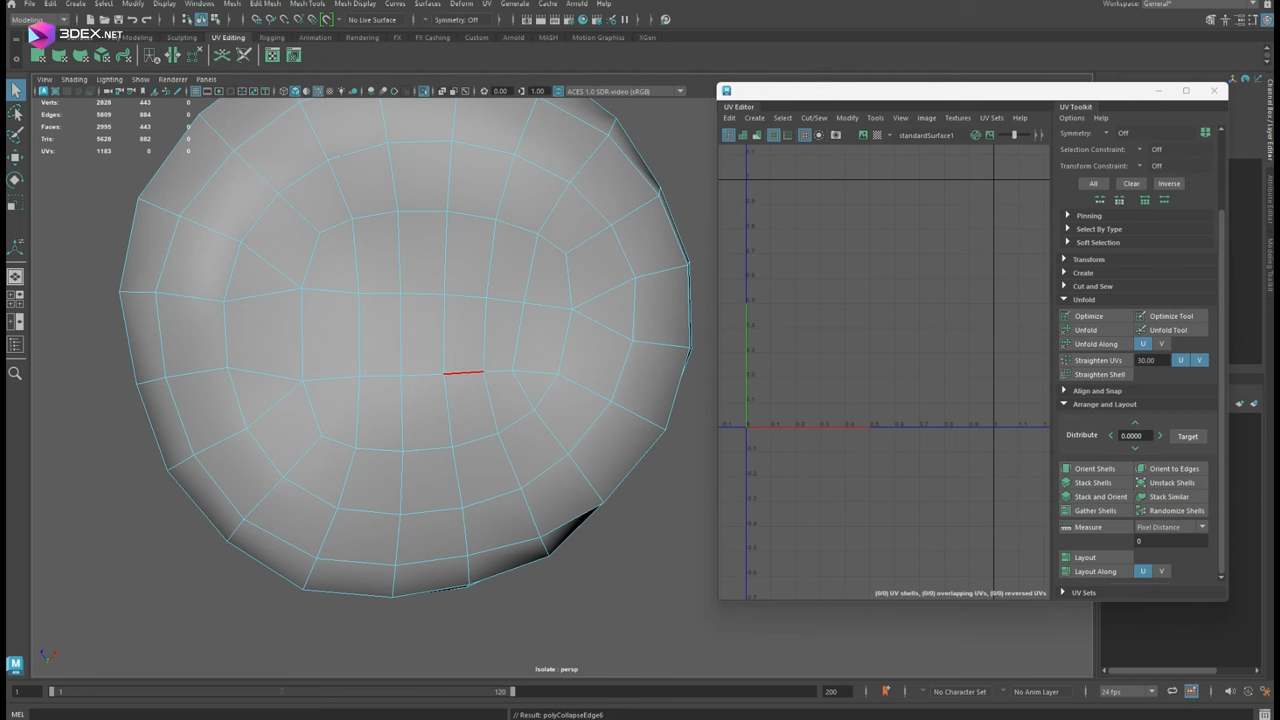 File Edit Create Select Modify Display Windows Mesh Edit Mesh Mesh Tools Mesh Display Curves Surfaces Deform UV Generate Cache Arnold Help
Workspace: General*
Modeling
No Live Surface
Symmetry: Off
3DEX.NET
Modeling Sculpting UV Editing Rigging Animation Rendering FX FX Caching Custom Arnold MASH Motion Graphics XGen
View Shading Lighting Show Renderer Panels
0.00
1.00
ACES 1.0 SDR-video (sRGB)
Verts: 2828 443 0
Edges: 5809 884 0
Faces: 2995 443 0
Tris: 5620 882 0
UVs: 1183 0 0
UV Editor
UV Toolkit
Edit Create Select Cut/Sew Modify Tools View Image Textures UV Sets Help
Options Help
standardSurface1
Symmetry: Off
Selection Constraint: Off
Transform Constraint: Off
All Clear Inverse
Pinning
Select By Type
Soft Selection
Transform
Create
Cut and Sew
Unfold
Optimize Optimize Tool
Unfold Unfold Tool
Unfold Along U V
Straighten UVs 30.00 U V
Straighten Shell
Align and Snap
Arrange and Layout
Distribute 0.0000 Target
Orient Shells Orient to Edges
Stack Shells Unstack Shells
Stack and Orient Stack Similar
Gather Shells Randomize Shells
Measure Pixel Distance
0
Layout
Layout Along U V
UV Sets
(0/0) UV shells, (0/0) overlapping UVs, (0/0) reversed UVs
Channel Box / Layer Editor
Attribute Editor
Modeling Toolkit
Isolate : persp
1 1 120 200
No Character Set
No Anim Layer
24 fps
MEL
// Result: polyCollapseEdge6